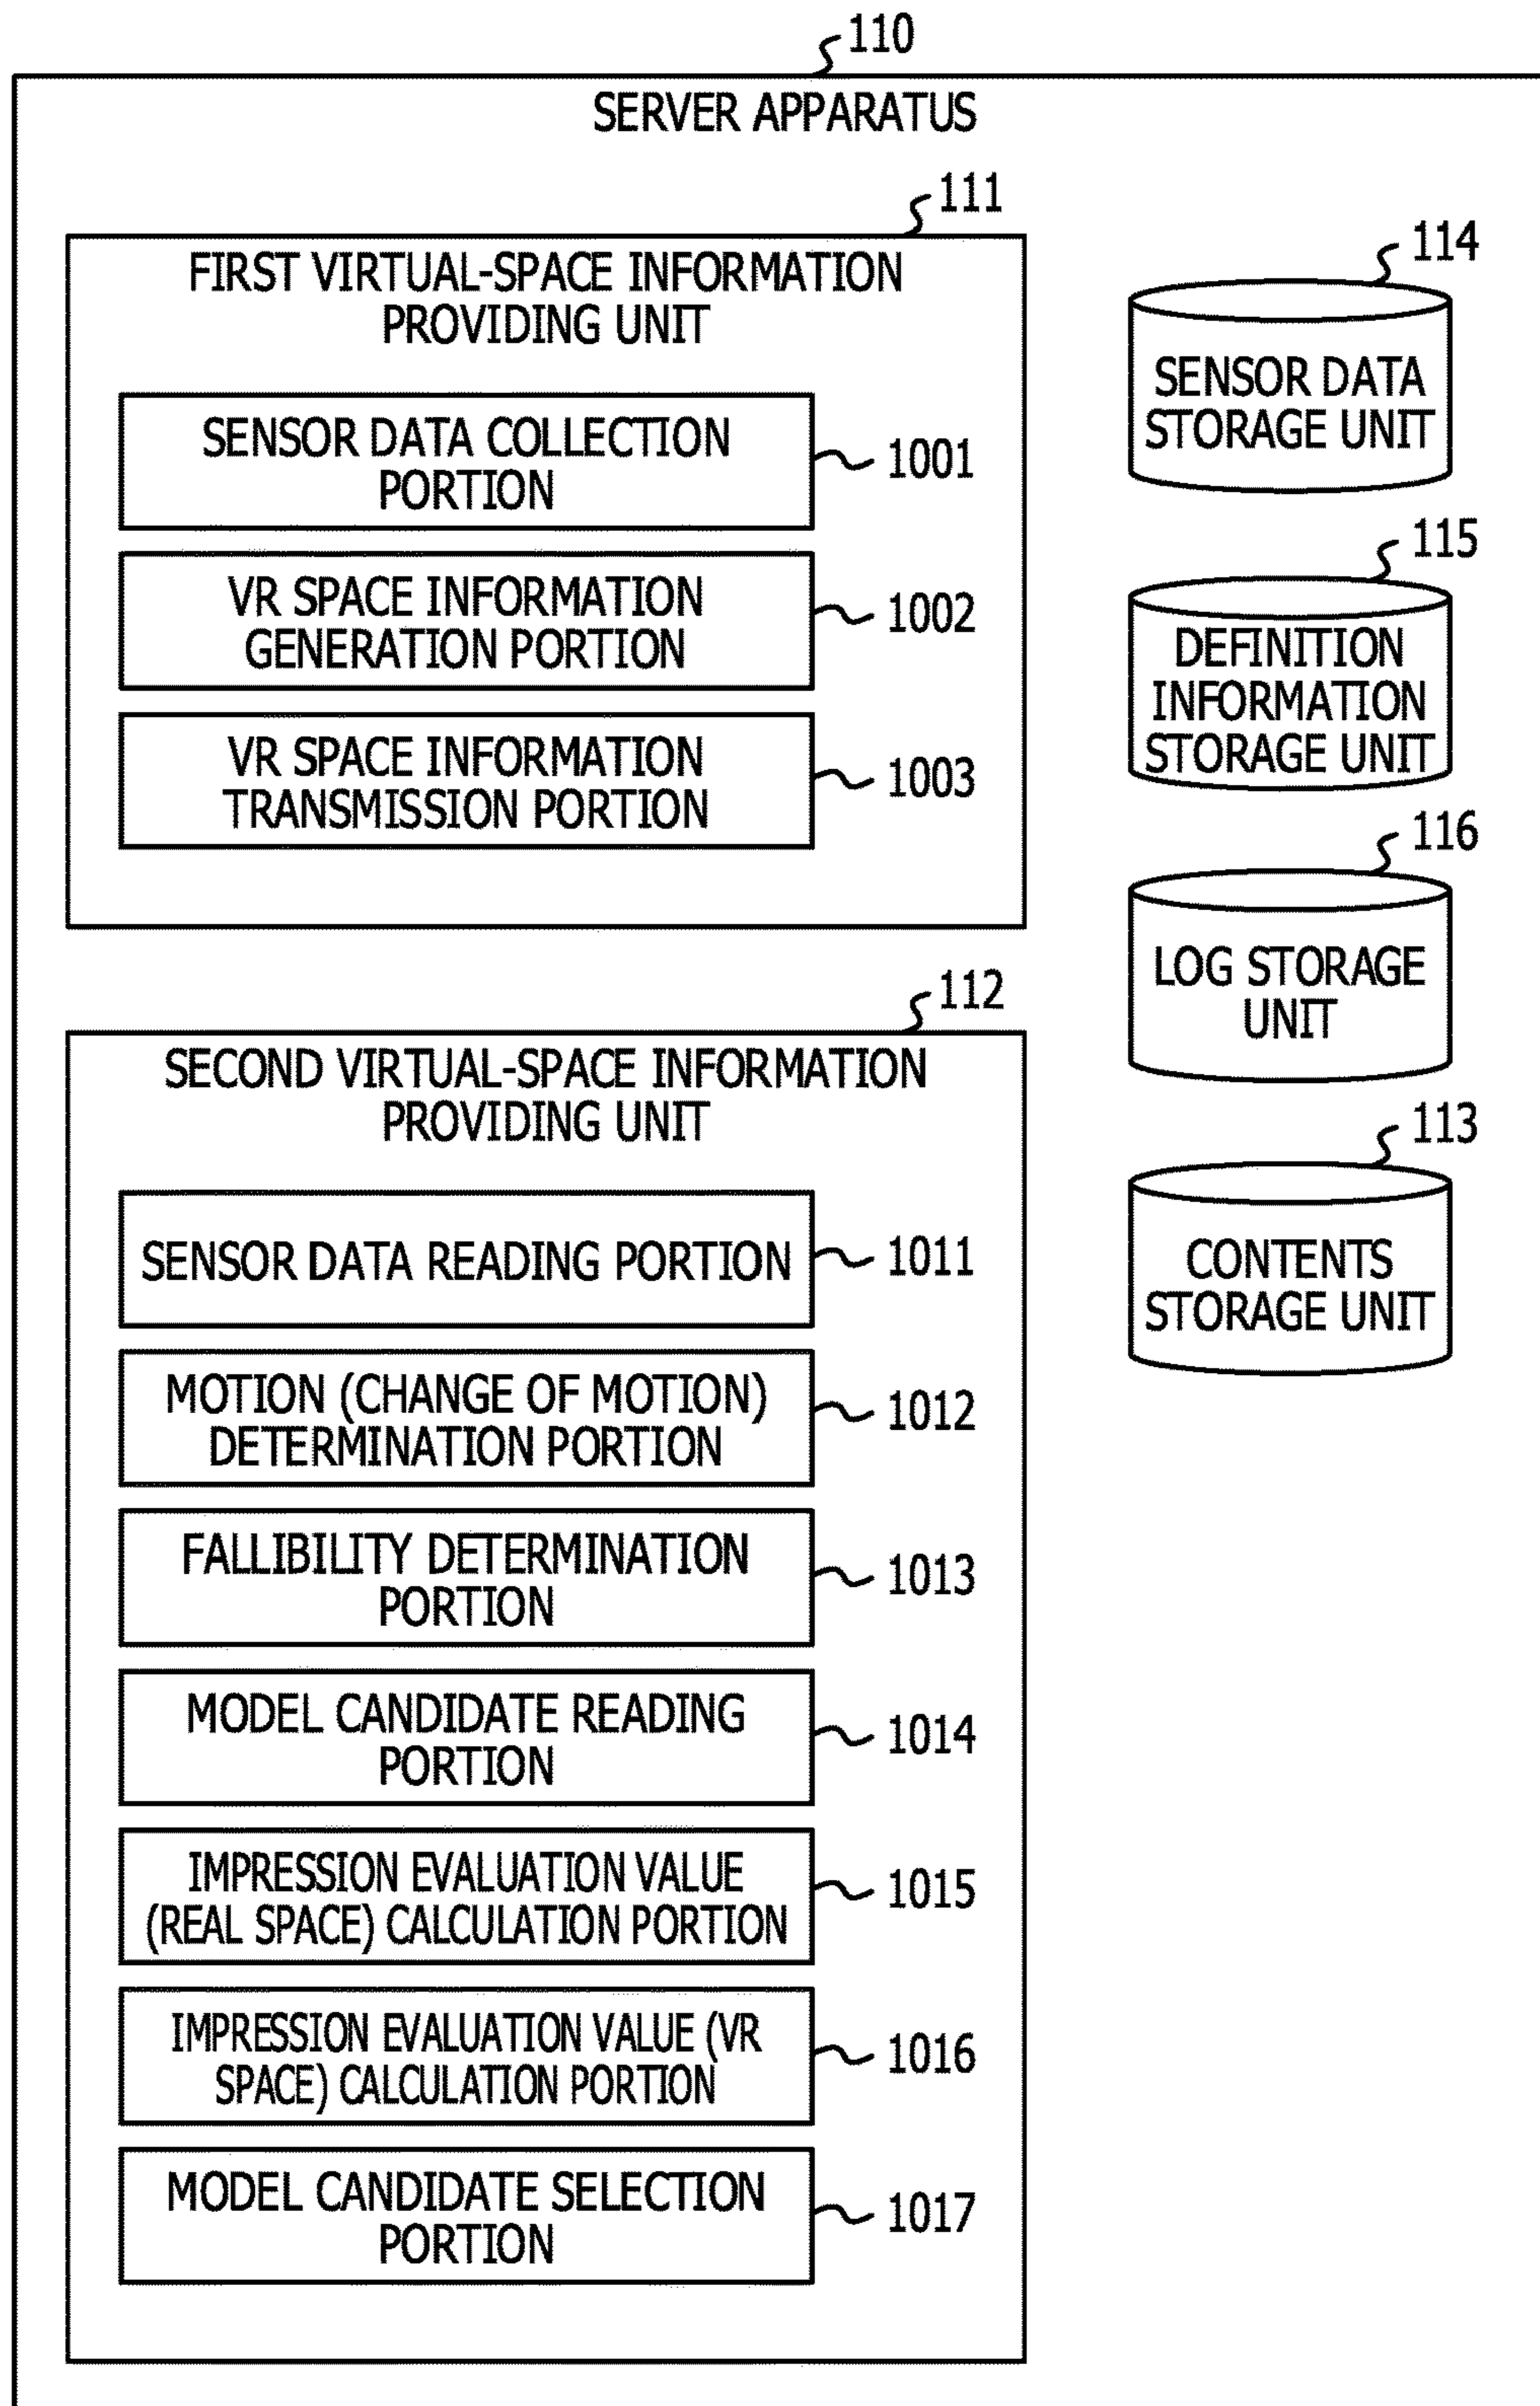 110
SERVER APPARATUS
111
FIRST VIRTUAL-SPACE INFORMATION
PROVIDING UNIT
SENSOR DATA COLLECTION
PORTION
1001
VR SPACE INFORMATION
GENERATION PORTION
1002
VR SPACE INFORMATION
TRANSMISSION PORTION
1003
112
SECOND VIRTUAL-SPACE INFORMATION
PROVIDING UNIT
SENSOR DATA READING PORTION
1011
MOTION (CHANGE OF MOTION)
DETERMINATION PORTION
1012
FALLIBILITY DETERMINATION
PORTION
1013
MODEL CANDIDATE READING
PORTION
1014
IMPRESSION EVALUATION VALUE
(REAL SPACE) CALCULATION PORTION
1015
IMPRESSION EVALUATION VALUE (VR
SPACE) CALCULATION PORTION
1016
MODEL CANDIDATE SELECTION
PORTION
1017
114
SENSOR DATA
STORAGE UNIT
115
DEFINITION
INFORMATION
STORAGE UNIT
116
LOG STORAGE
UNIT
113
CONTENTS
STORAGE UNIT